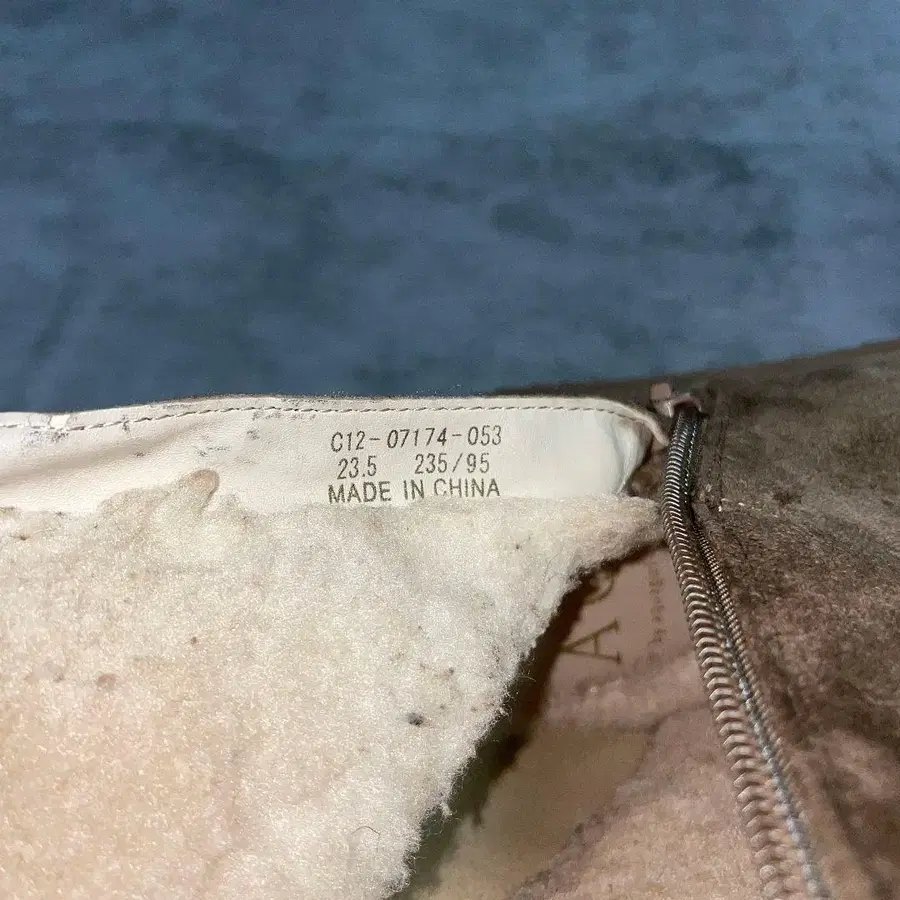 C12-07174-053
23.5 235/95
MADE IN CHINA
A